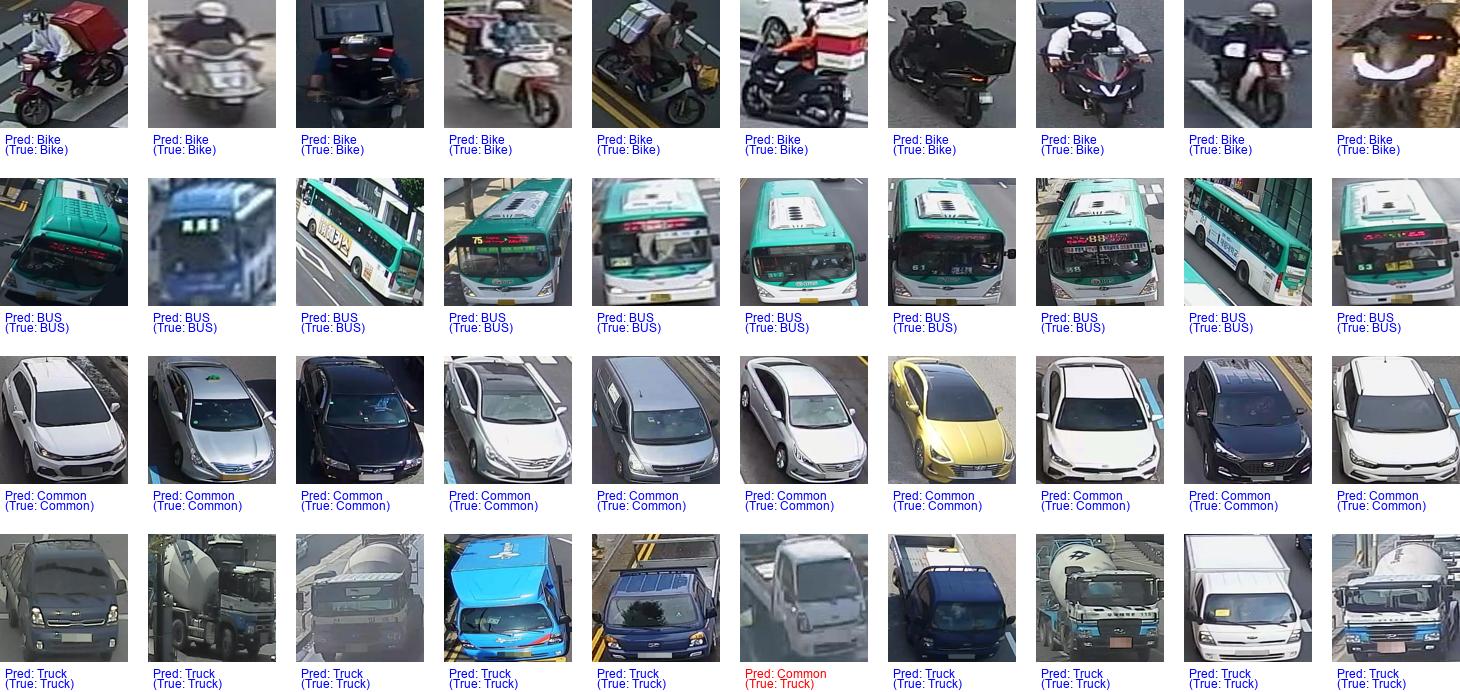 Pred: Bike
(True: Bike)
Pred: Bike
(True: Bike)
Pred: Bike
(True: Bike)
Pred: Bike
(True: Bike)
Pred: Bike
(True: Bike)
Pred: Bike
(True: Bike)
Pred: Bike
(True: Bike)
Pred: Bike
(True: Bike)
Pred: Bike
(True: Bike)
Pred: Bike
(True: Bike)
75
61
88
53
Pred: BUS
(True: BUS)
Pred: BUS
(True: BUS)
Pred: BUS
(True: BUS)
Pred: BUS
(True: BUS)
Pred: BUS
(True: BUS)
Pred: BUS
(True: BUS)
Pred: BUS
(True: BUS)
Pred: BUS
(True: BUS)
Pred: BUS
(True: BUS)
Pred: BUS
(True: BUS)
Pred: Common
(True: Common)
Pred: Common
(True: Common)
Pred: Common
(True: Common)
Pred: Common
(True: Common)
Pred: Common
(True: Common)
Pred: Common
(True: Common)
Pred: Common
(True: Common)
Pred: Common
(True: Common)
Pred: Common
(True: Common)
Pred: Common
(True: Common)
Pred: Truck
(True: Truck)
Pred: Truck
(True: Truck)
Pred: Truck
(True: Truck)
Pred: Truck
(True: Truck)
Pred: Truck
(True: Truck)
Pred: Common
(True: Truck)
Pred: Truck
(True: Truck)
Pred: Truck
(True: Truck)
Pred: Truck
(True: Truck)
Pred: Truck
(True: Truck)